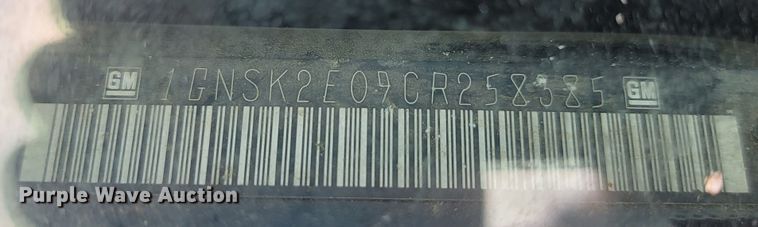 GM 1GNSK2E09CR258385 GM
Purple Wave Auction